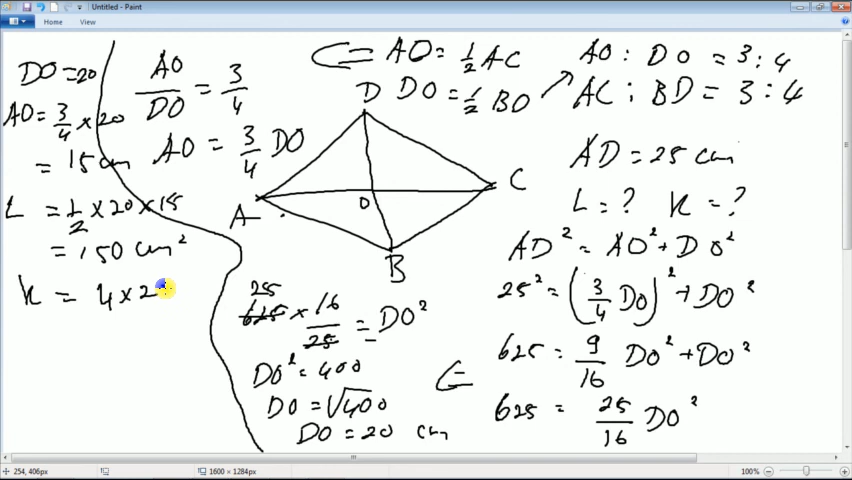 Untitled - Paint
Home
View
DO = 20
AO = 3/4 × 20
= 15 cm
L = 1/2 × 20 × 15
= 150 cm²
K = 4 × 2
AO/DO = 3/4
AO = 3/4 DO
AO = 1/2 AC
DO = 1/2 BO
AO : DO = 3 : 4
AC : BD = 3 : 4
D
A
O
C
B
AD = 25 cm
L = ? K = ?
AD² = AO² + DO²
25² = (3/4 DO)² + DO²
625 = 9/16 DO² + DO²
625 = 25/16 DO²
25
625 × 16/25 = DO²
DO² = 400
DO = √400
DO = 20 cm
254, 406px
1600 × 1284px
100%